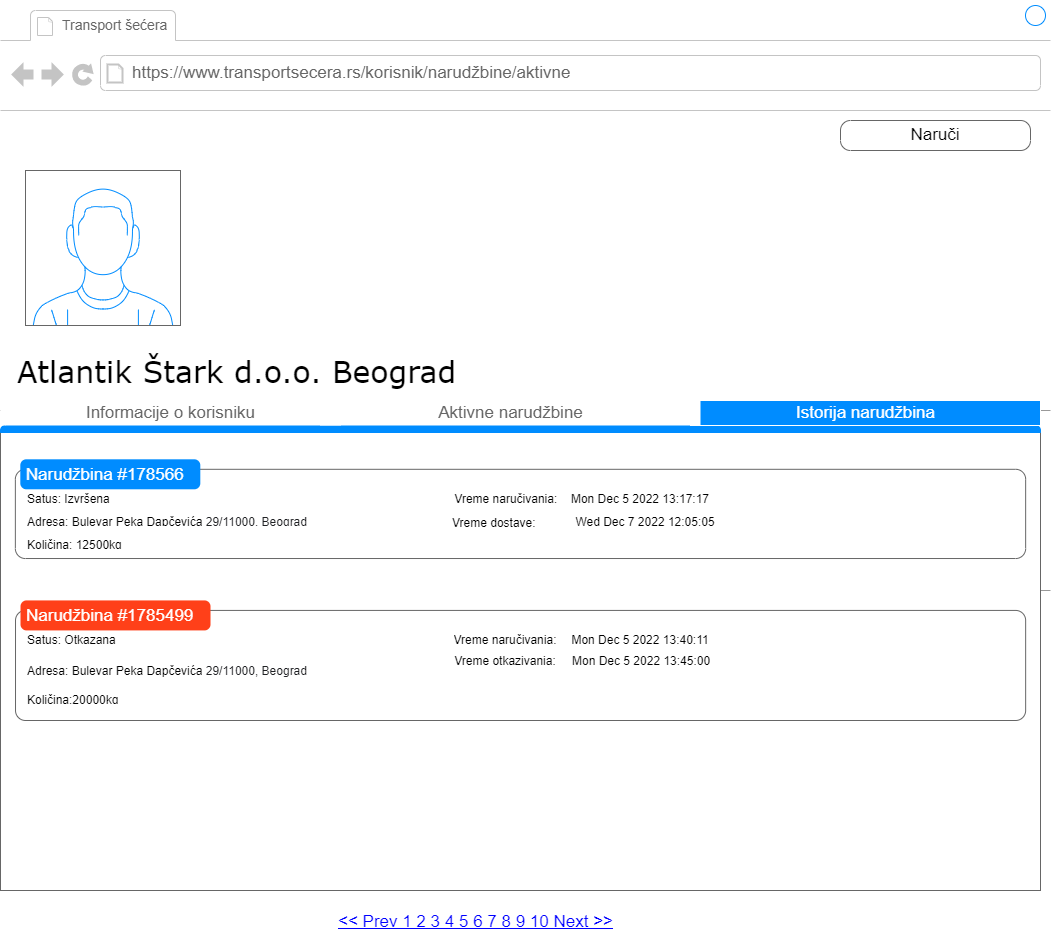 Transport šećera
https://www.transportsecera.rs/korisnik/narudžbine/aktivne
Naruči
Atlantik Štark d.o.o. Beograd
Informacije o korisniku Aktivne narudžbine Istorija narudžbina
Narudžbina #178566
Satus: Izvršena Vreme naručivania: Mon Dec 5 2022 13:17:17
Adresa: Bulevar Peka Dapčevića 29/11000. Beograd Vreme dostave: Wed Dec 7 2022 12:05:05
Količina: 12500kg
Narudžbina #1785499
Satus: Otkazana Vreme naručivania: Mon Dec 5 2022 13:40:11
Vreme otkazivania: Mon Dec 5 2022 13:45:00
Adresa: Bulevar Peka Dapčevića 29/11000, Beograd
Količina:20000kg
<< Prev 1 2 3 4 5 6 7 8 9 10 Next >>